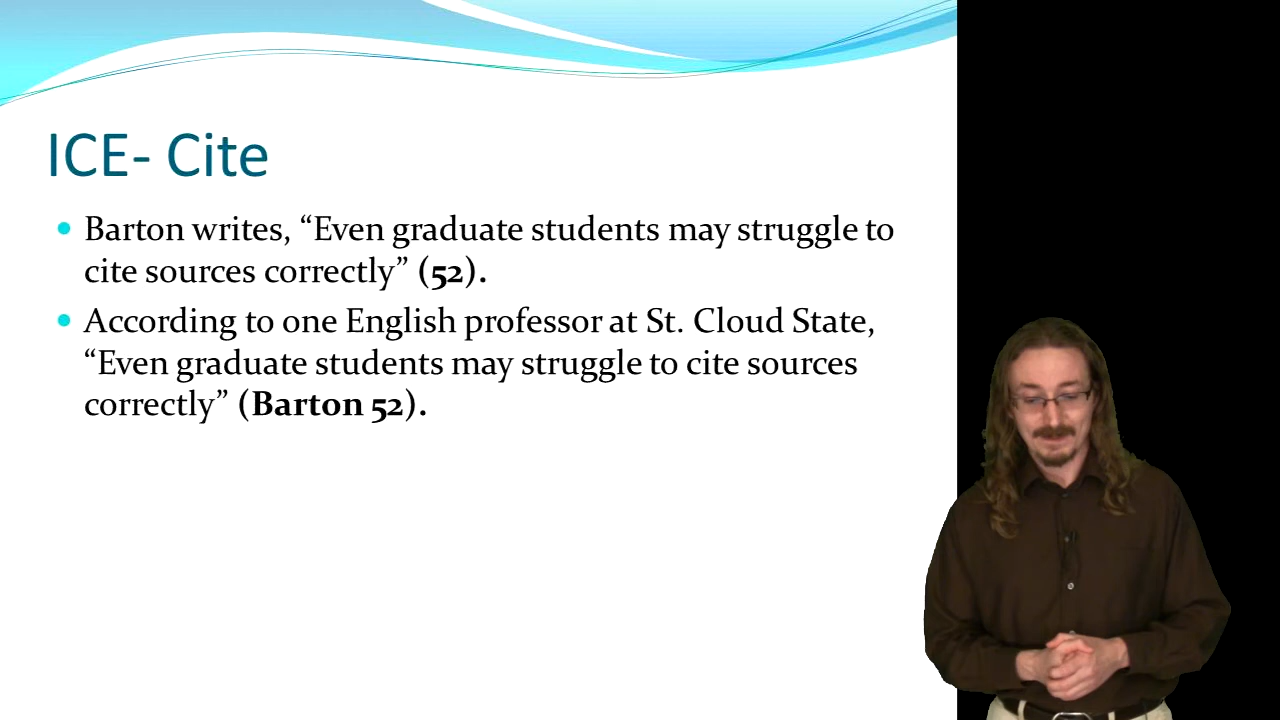 ICE- Cite
Barton writes, “Even graduate students may struggle to
cite sources correctly” (52).
According to one English professor at St. Cloud State,
“Even graduate students may struggle to cite sources
correctly” (Barton 52).